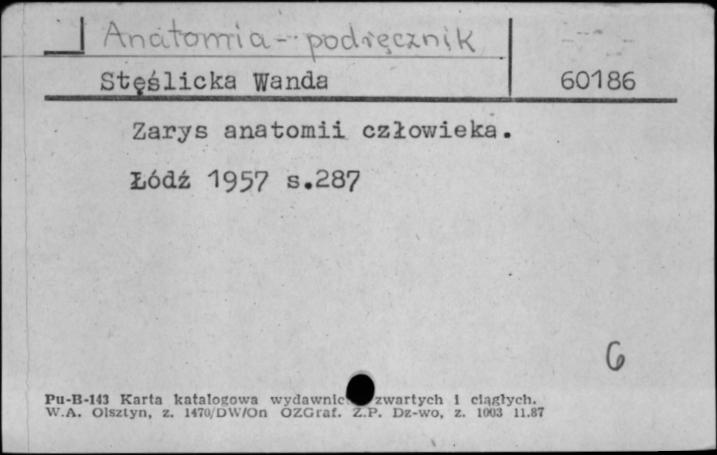 Anatomia - podręcznik
Stęślicka Wanda 60186
Zarys anatomii człowieka.
Łódź 1957 s.287
6
Pu-B-143 Karta katalogowa wydawnic zwartych i ciągłych.
W.A. Olsztyn, z. 1470/DW/On OZGraf. Z.P. Dz-wo, z. 1003 11.87